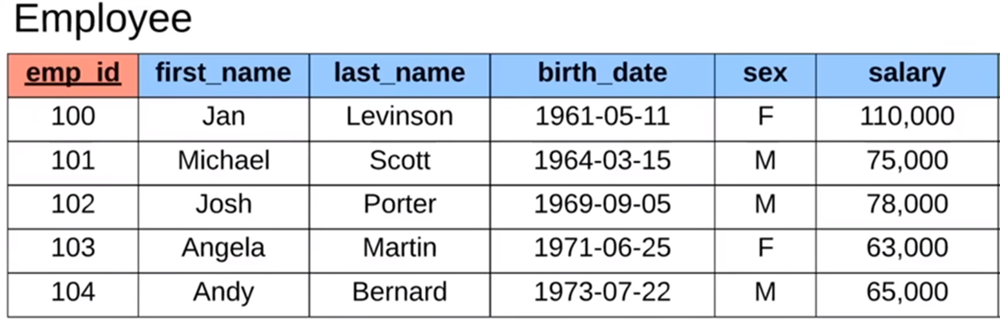 Employee
emp_id first_name last_name birth_date sex salary
100 Jan Levinson 1961-05-11 F 110,000
101 Michael Scott 1964-03-15 M 75,000
102 Josh Porter 1969-09-05 M 78,000
103 Angela Martin 1971-06-25 F 63,000
104 Andy Bernard 1973-07-22 M 65,000